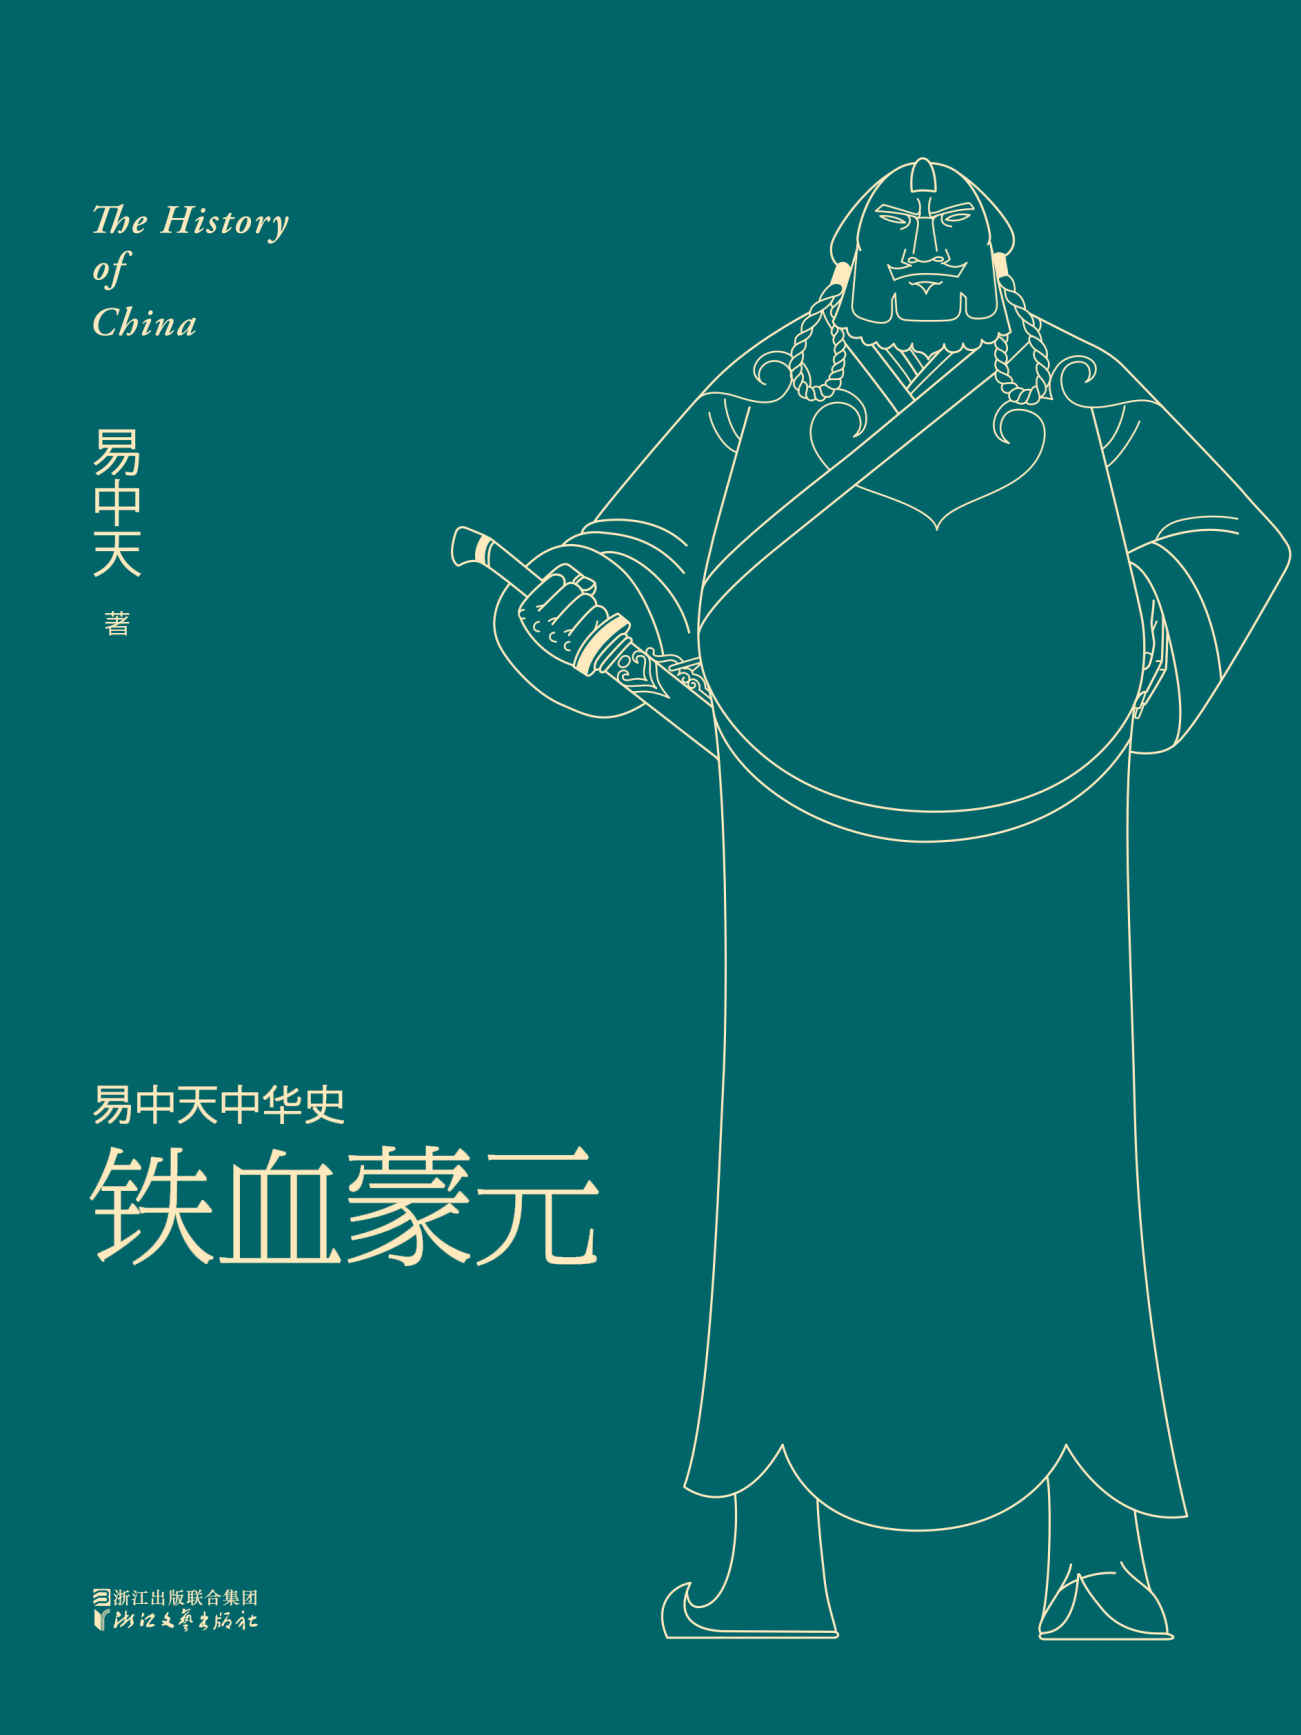 The History
of
China
易中天
著
易中天中华史
铁血蒙元
浙江出版联合集团
浙江文艺出版社